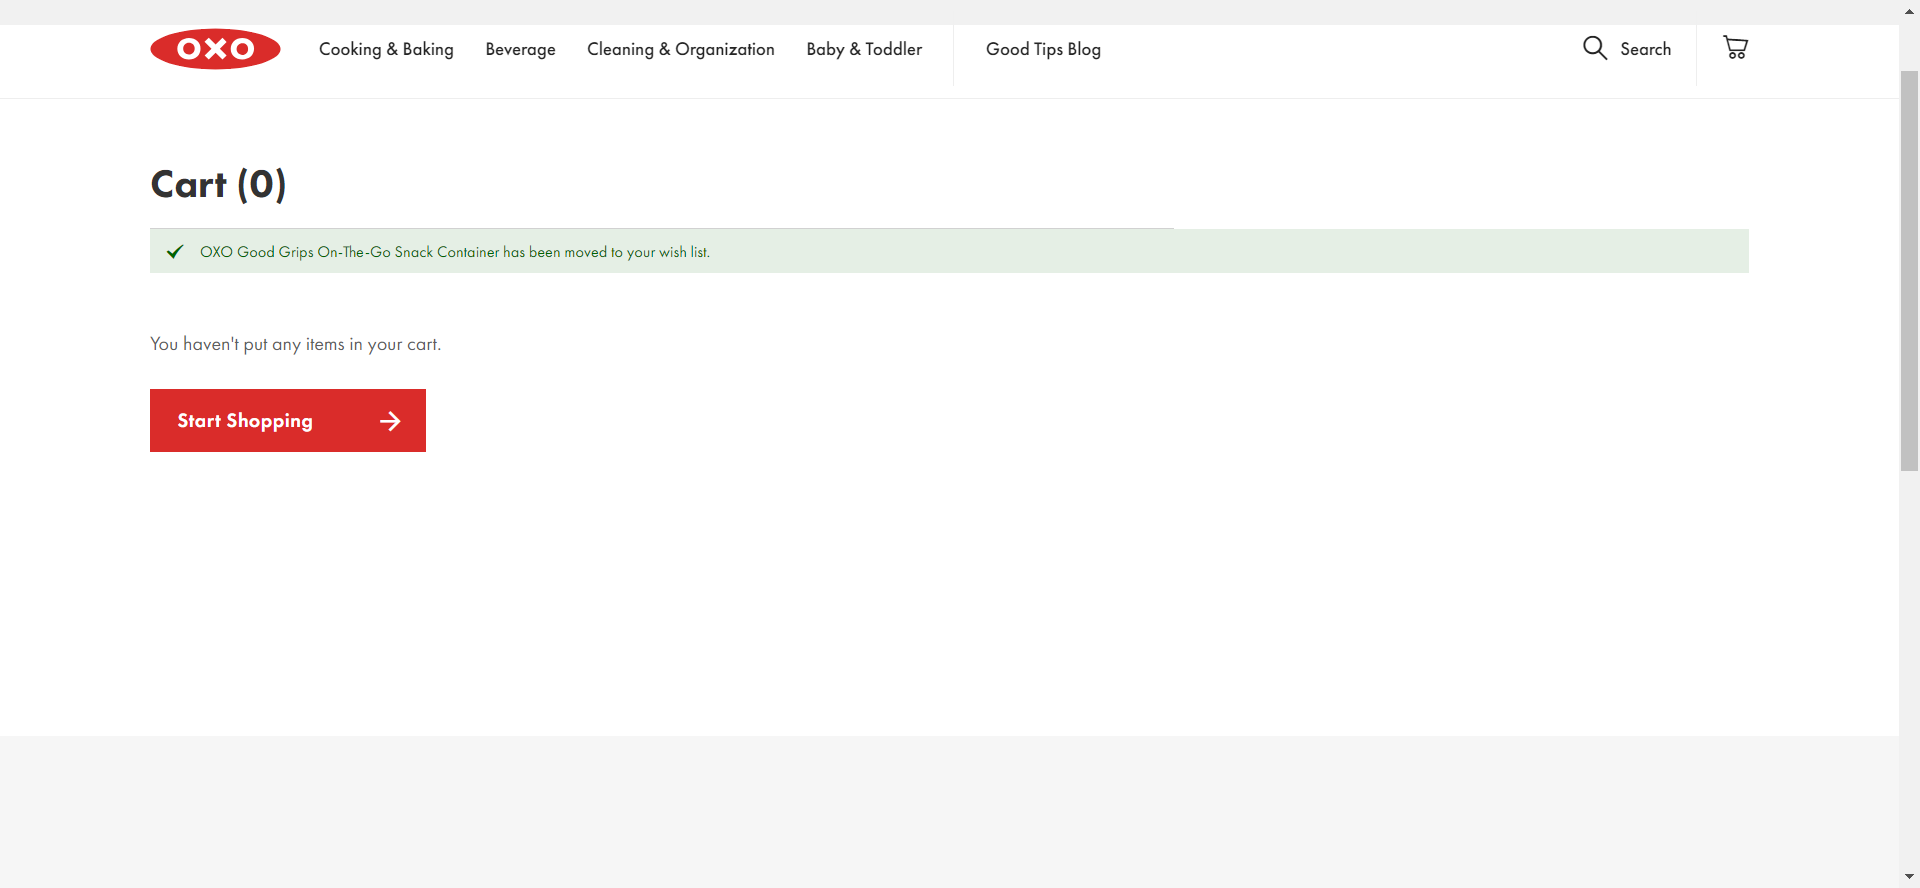 OXO Cooking & Baking Beverage Cleaning & Organization Baby & Toddler Good Tips Blog Search
Cart (0)
OXO Good Grips On-The-Go Snack Container has been moved to your wish list.
You haven't put any items in your cart.
Start Shopping